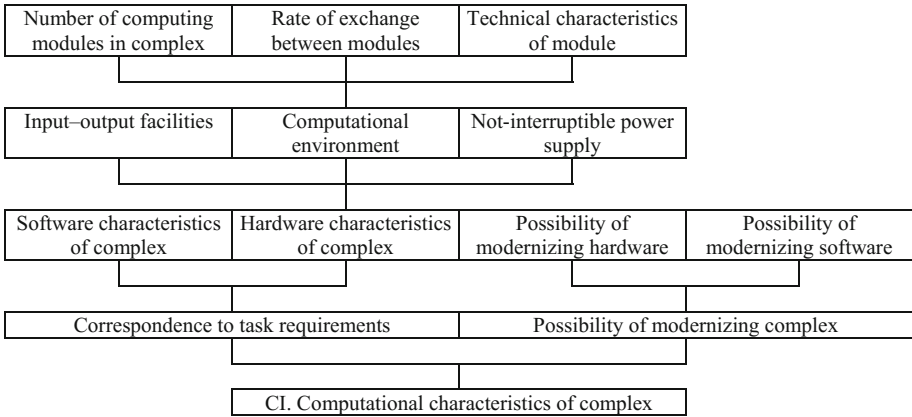 Number of computing
modules in complex
Rate of exchange
between modules
Technical characteristics
of module
Input–output facilities
Computational
environment
Not-interruptible power
supply
Software characteristics
of complex
Hardware characteristics
of complex
Possibility of
modernizing hardware
Possibility of
modernizing software
Correspondence to task requirements
Possibility of modernizing complex
CI. Computational characteristics of complex